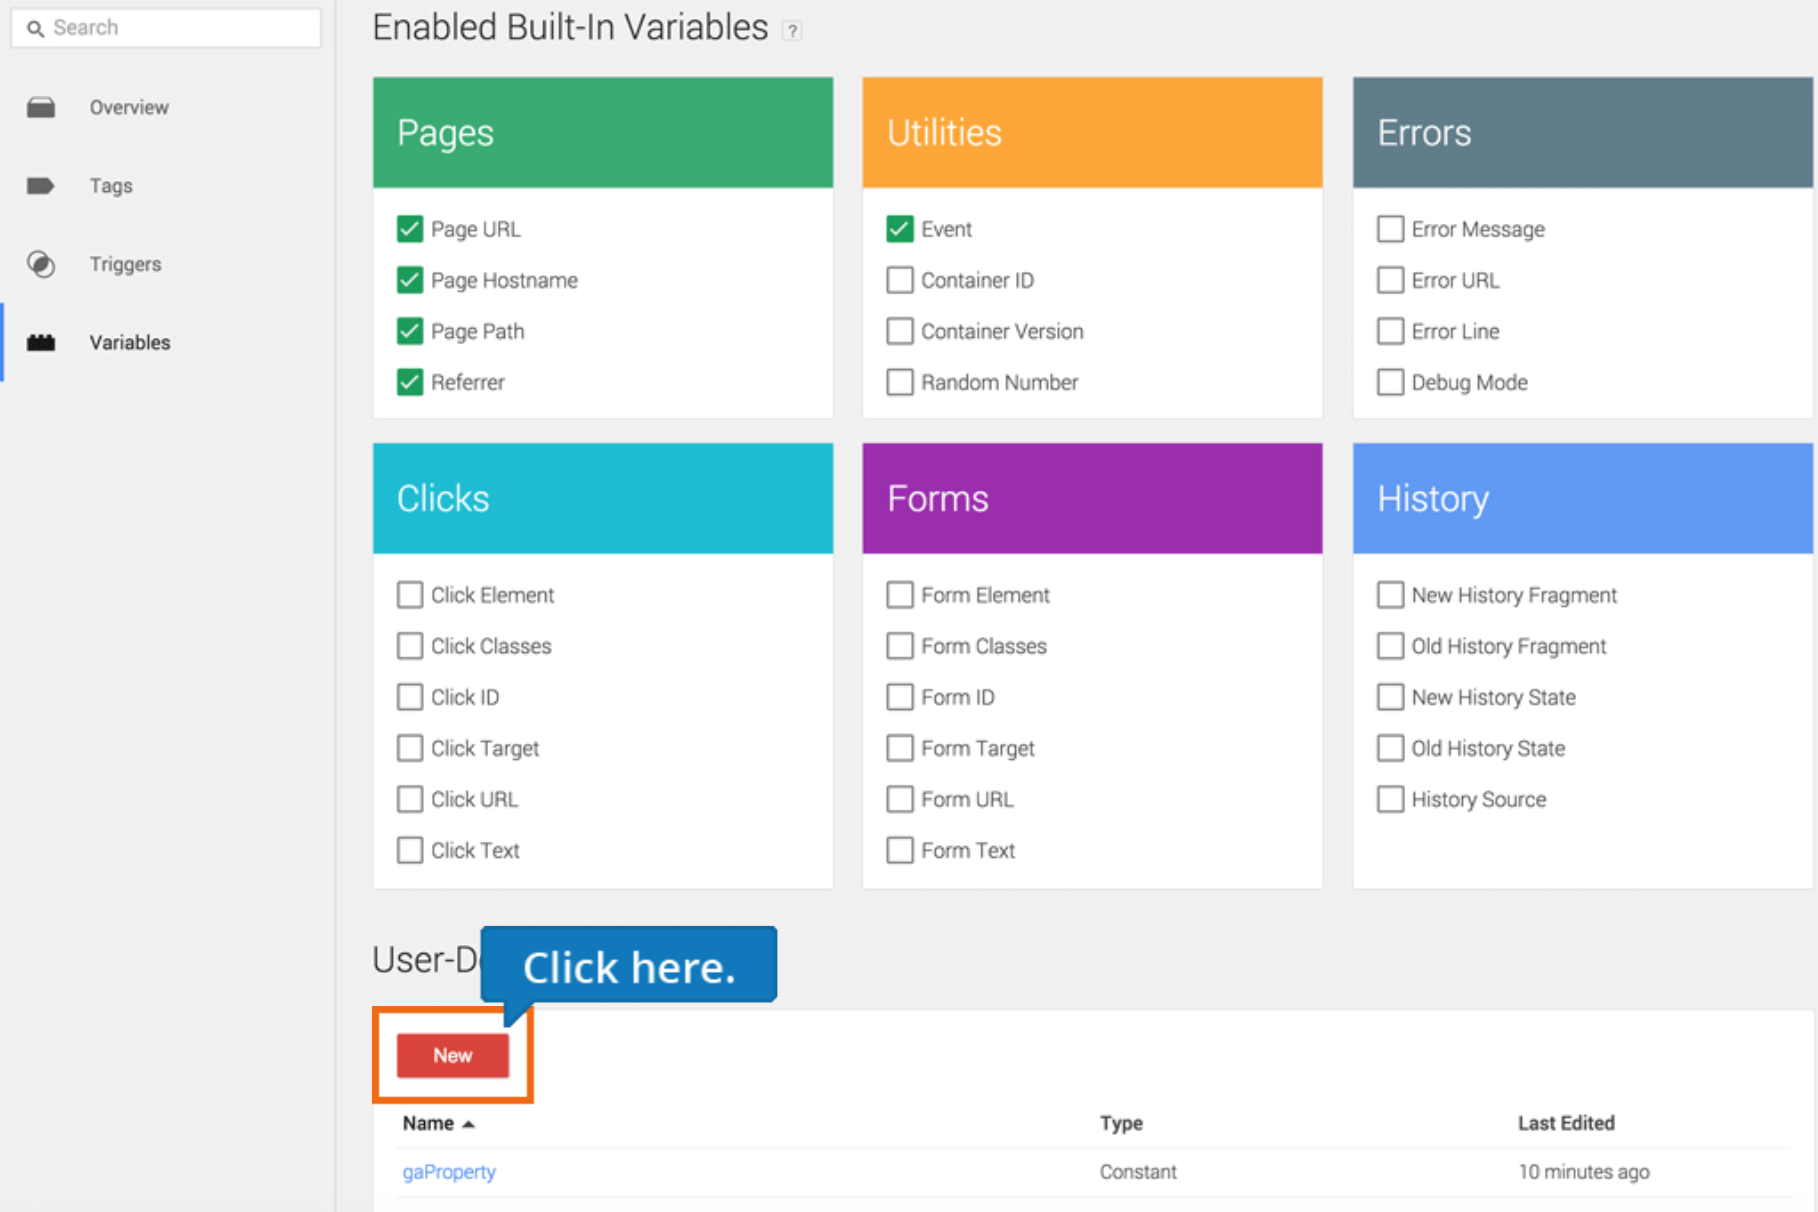 Search
Overview
Tags
Triggers
Variables
Enabled Built-In Variables ?
Pages
Page URL
Page Hostname
Page Path
Referrer
Utilities
Event
Container ID
Container Version
Random Number
Errors
Error Message
Error URL
Error Line
Debug Mode
Clicks
Click Element
Click Classes
Click ID
Click Target
Click URL
Click Text
Forms
Form Element
Form Classes
Form ID
Form Target
Form URL
Form Text
History
New History Fragment
Old History Fragment
New History State
Old History State
History Source
User-D
Click here.
New
Name Type Last Edited
gaProperty Constant 10 minutes ago